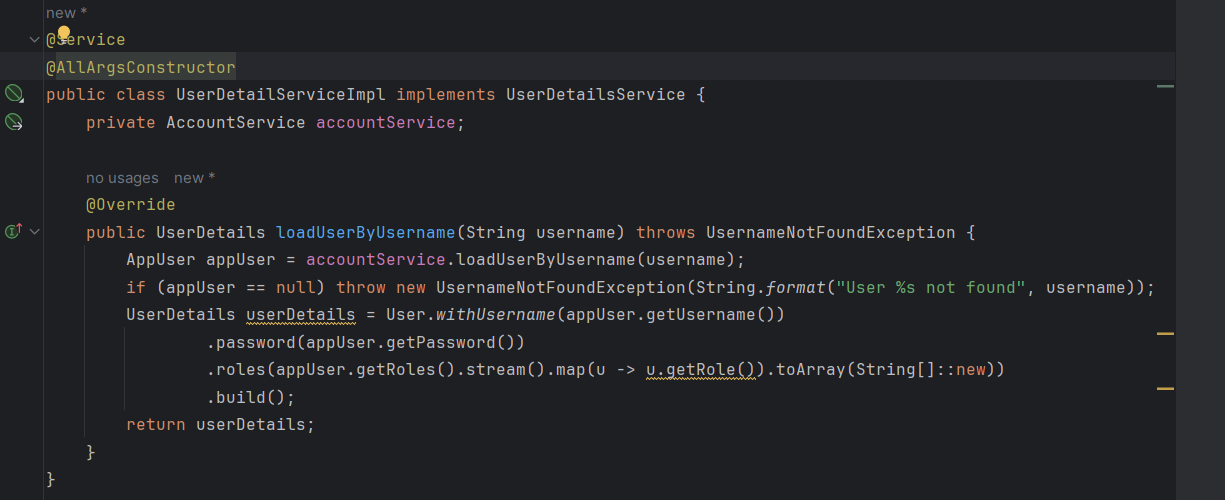 new *
@Service
@AllArgsConstructor
public class UserDetailServiceImpl implements UserDetailsService {
    private AccountService accountService;
    no usages   new *
    @Override
    public UserDetails loadUserByUsername(String username) throws UsernameNotFoundException {
        AppUser appUser = accountService.loadUserByUsername(username);
        if (appUser == null) throw new UsernameNotFoundException(String.format("User %s not found", username));
        UserDetails userDetails = User.withUsername(appUser.getUsername())
                .password(appUser.getPassword())
                .roles(appUser.getRoles().stream().map(u -> u.getRole()).toArray(String[]::new))
                .build();
        return userDetails;
    }
}